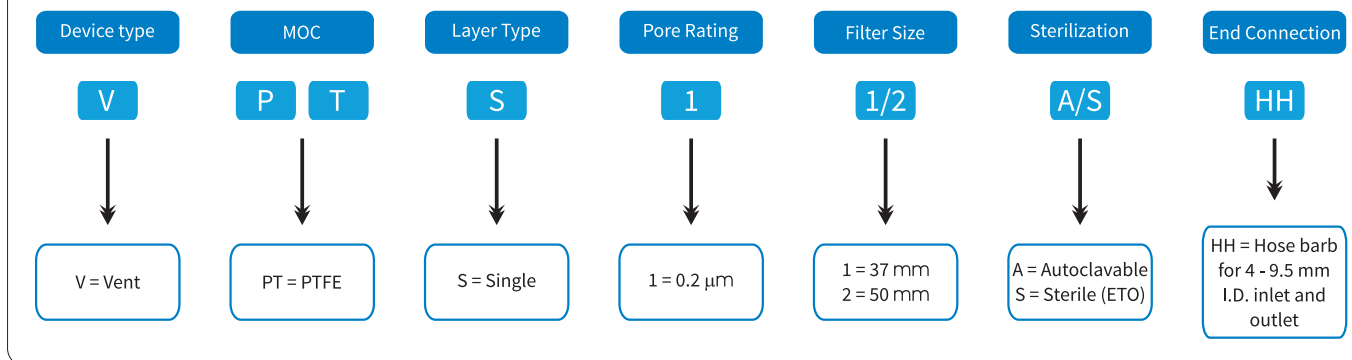 Device type
MOC
Layer Type
Pore Rating
Filter Size
Sterilization
End Connection
V
P T
S
1
1/2
A/S
HH
V = Vent
PT = PTFE
S = Single
1 = 0.2 μm
1 = 37 mm
2 = 50 mm
A = Autoclavable
S = Sterile (ETO)
HH = Hose barb
for 4 - 9.5 mm
I.D. inlet and
outlet